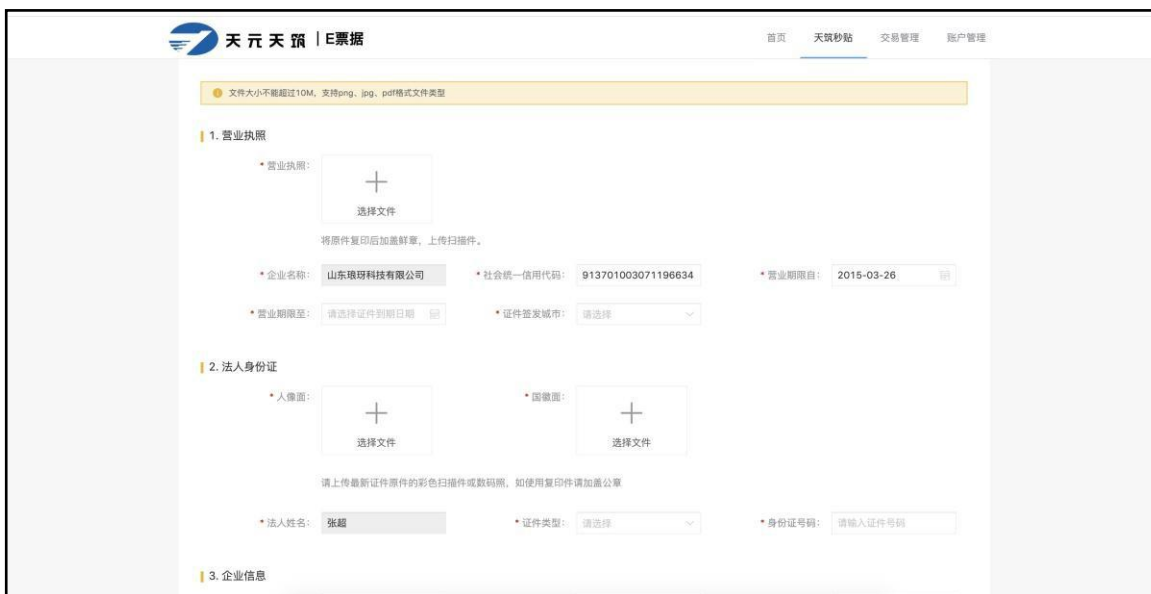 天元天筑 | E票据
首页 天筑秒贴 交易管理 账户管理
文件大小不能超过10M，支持png、jpg、pdf格式文件类型
1. 营业执照
* 营业执照：
选择文件
将原件复印后加盖鲜章，上传扫描件。
* 企业名称： 山东琅玡科技有限公司 * 社会统一信用代码： 913701003071196634 * 营业期限自： 2015-03-26
* 营业期限至： 请选择证件到期日期 * 证件签发城市： 请选择
2. 法人身份证
* 人像面： * 国徽面：
选择文件 选择文件
请上传最新证件原件的彩色扫描件或数码照，如使用复印件请加盖公章
* 法人姓名： 张超 * 证件类型： 请选择 * 身份证号码： 请输入证件号码
3. 企业信息